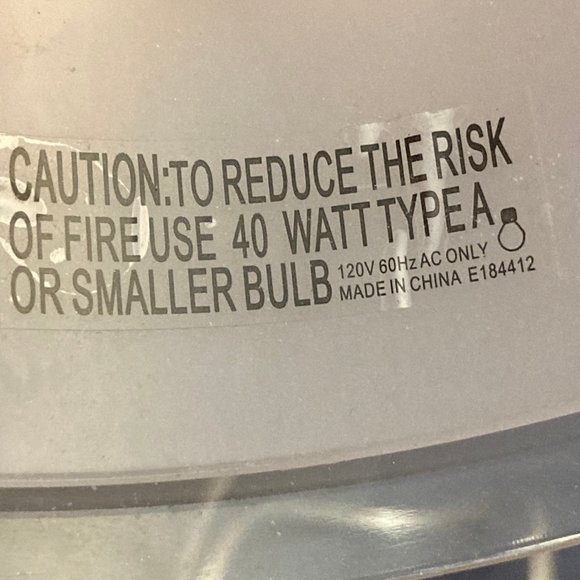 CAUTION:TO REDUCE THE RISK
OF FIRE USE 40 WATT TYPE A
OR SMALLER BULB
120V 60Hz AC ONLY
MADE IN CHINA E184412